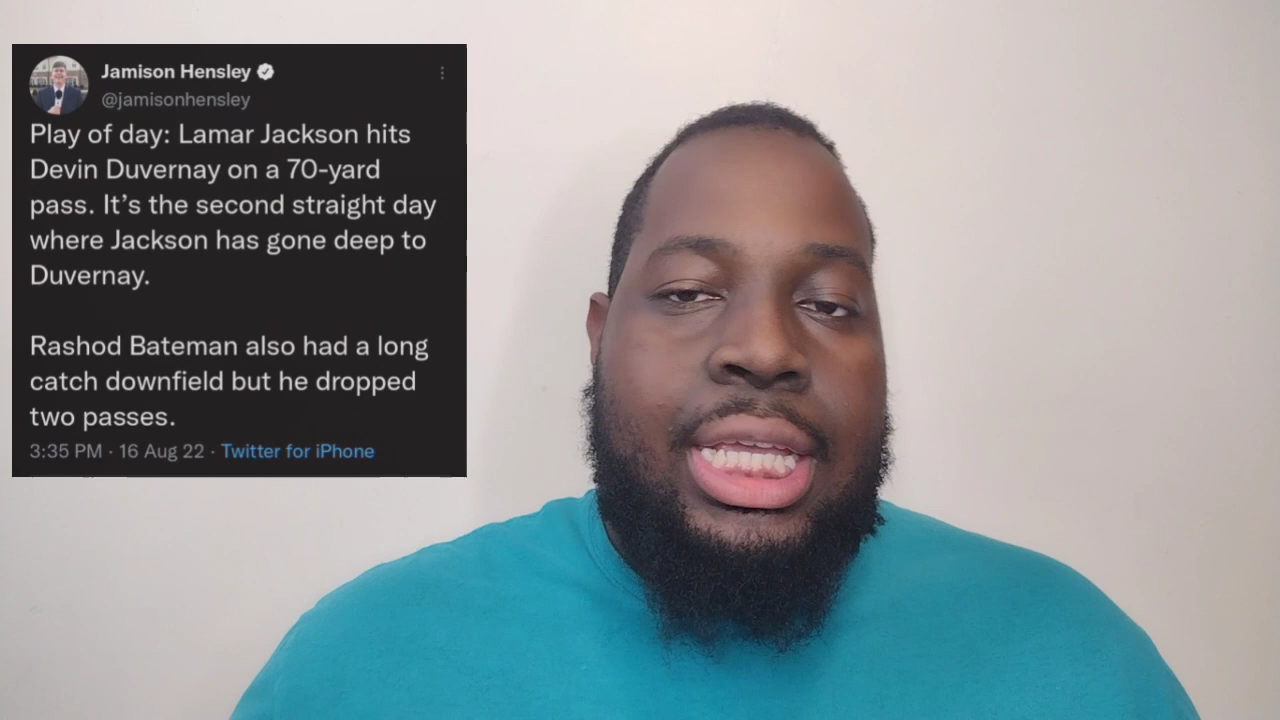 Jamison Hensley
@jamisonhensley
Play of day: Lamar Jackson hits
Devin Duvernay on a 70-yard
pass. It’s the second straight day
where Jackson has gone deep to
Duvernay.
Rashod Bateman also had a long
catch downfield but he dropped
two passes.
3:35 PM · 16 Aug 22 · Twitter for iPhone